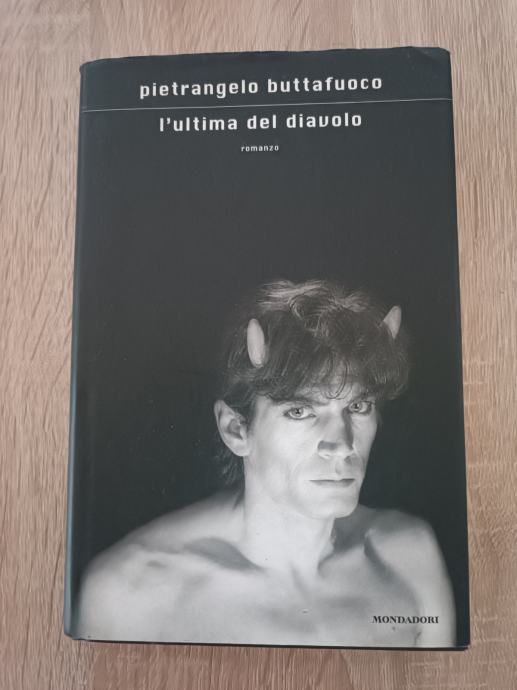 pietrangelo buttafuoco
l'ultima del diavolo
romanzo
MONDADORI